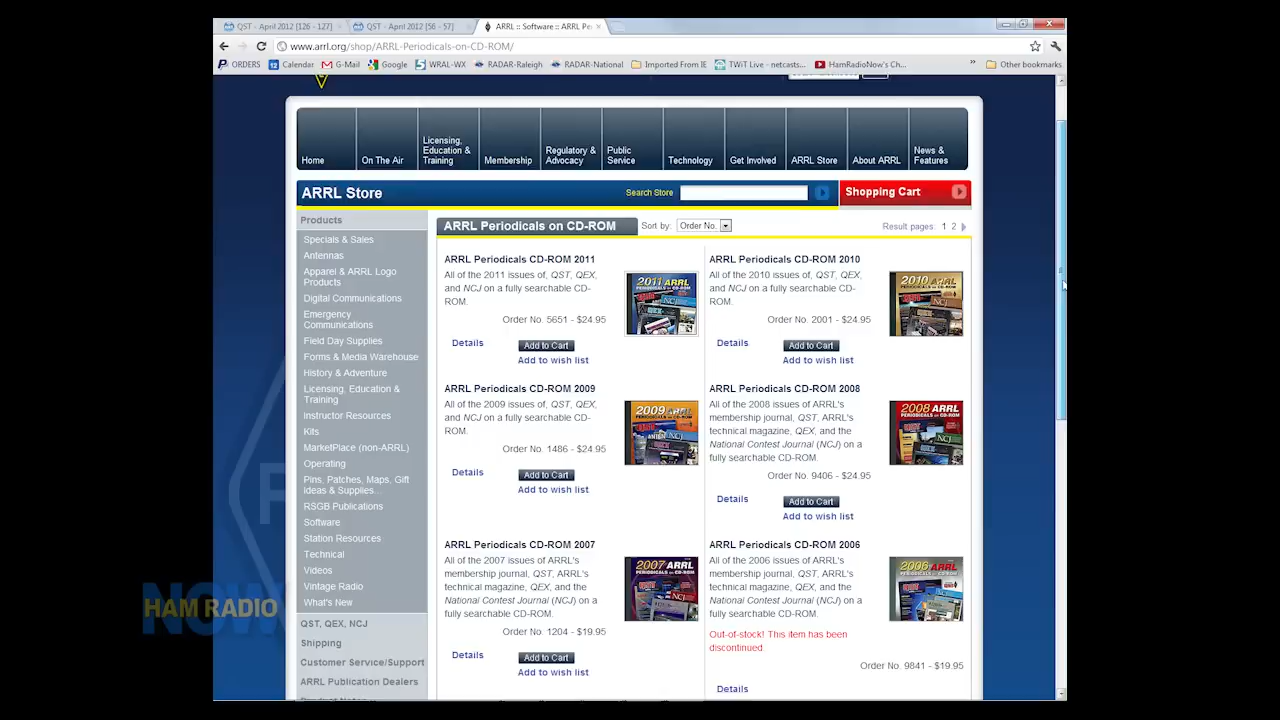 QST - April 2012 [126 - 127]
QST - April 2012 [56 - 57]
ARRL :: Software :: ARRL Pe
www.arrl.org/shop/ARRL-Periodicals-on-CD-ROM/
ORDERS
Calendar
G-Mail
Google
WRAL-WX
RADAR-Raleigh
RADAR-National
Imported From IE
TWiT Live - netcasts...
HamRadioNow's Ch...
»
Other bookmarks
Home
On The Air
Licensing,
Education &
Training
Membership
Regulatory &
Advocacy
Public
Service
Technology
Get Involved
ARRL Store
About ARRL
News &
Features
ARRL Store
Search Store
Shopping Cart
Products
Specials & Sales
Antennas
Apparel & ARRL Logo
Products
Digital Communications
Emergency
Communications
Field Day Supplies
Forms & Media Warehouse
History & Adventure
Licensing, Education &
Training
Instructor Resources
Kits
MarketPlace (non-ARRL)
Operating
Pins, Patches, Maps, Gift
Ideas & Supplies...
RSGB Publications
Software
Station Resources
Technical
Videos
Vintage Radio
What's New
QST, QEX, NCJ
Shipping
Customer Service/Support
ARRL Publication Dealers
ARRL Periodicals on CD-ROM
Sort by: Order No.
Result pages: 1 2
ARRL Periodicals CD-ROM 2011
All of the 2011 issues of, QST, QEX,
and NCJ on a fully searchable CD-
ROM.
Order No. 5651 - $24.95
Details
Add to Cart
Add to wish list
2011 ARRL
ARRL Periodicals CD-ROM 2010
All of the 2010 issues of, QST, QEX,
and NCJ on a fully searchable CD-
ROM.
Order No. 2001 - $24.95
Details
Add to Cart
Add to wish list
2010 ARRL
ARRL Periodicals CD-ROM 2009
All of the 2009 issues of, QST, QEX,
and NCJ on a fully searchable CD-
ROM.
Order No. 1486 - $24.95
Details
Add to Cart
Add to wish list
2009 ARRL
ARRL Periodicals CD-ROM 2008
All of the 2008 issues of ARRL's
membership journal, QST, ARRL's
technical magazine, QEX, and the
National Contest Journal (NCJ) on a
fully searchable CD-ROM.
Order No. 9406 - $24.95
Details
Add to Cart
Add to wish list
2008 ARRL
ARRL Periodicals CD-ROM 2007
All of the 2007 issues of ARRL's
membership journal, QST, ARRL's
technical magazine, QEX, and the
National Contest Journal (NCJ) on a
fully searchable CD-ROM.
Order No. 1204 - $19.95
Details
Add to Cart
Add to wish list
2007 ARRL
ARRL Periodicals CD-ROM 2006
All of the 2006 issues of ARRL's
membership journal, QST, ARRL's
technical magazine, QEX, and the
National Contest Journal (NCJ) on a
fully searchable CD-ROM.
Out-of-stock! This item has been
discontinued.
Order No. 9841 - $19.95
Details
2006 ARRL
HAM RADIO
NOW